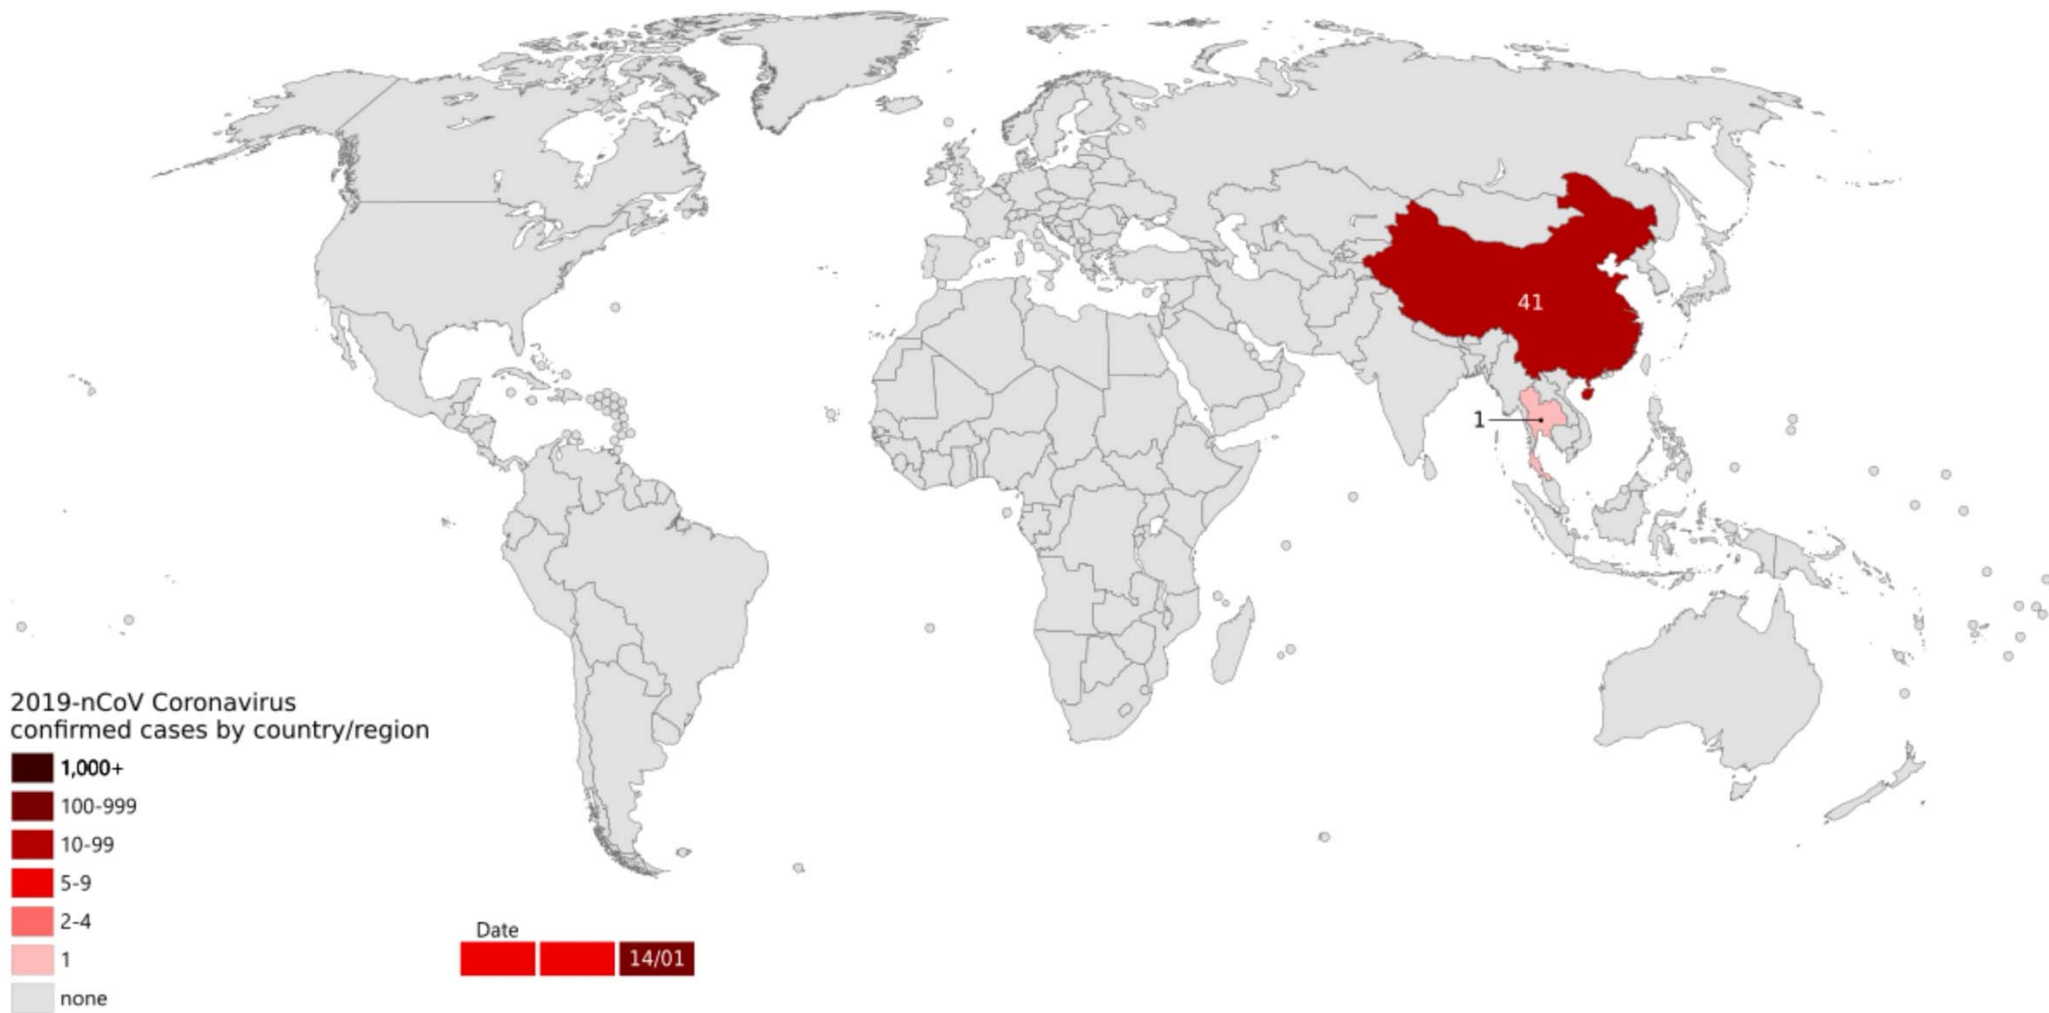 41
1
2019-nCoV Coronavirus
confirmed cases by country/region
1,000+
100-999
10-99
5-9
2-4
1
none
Date
14/01